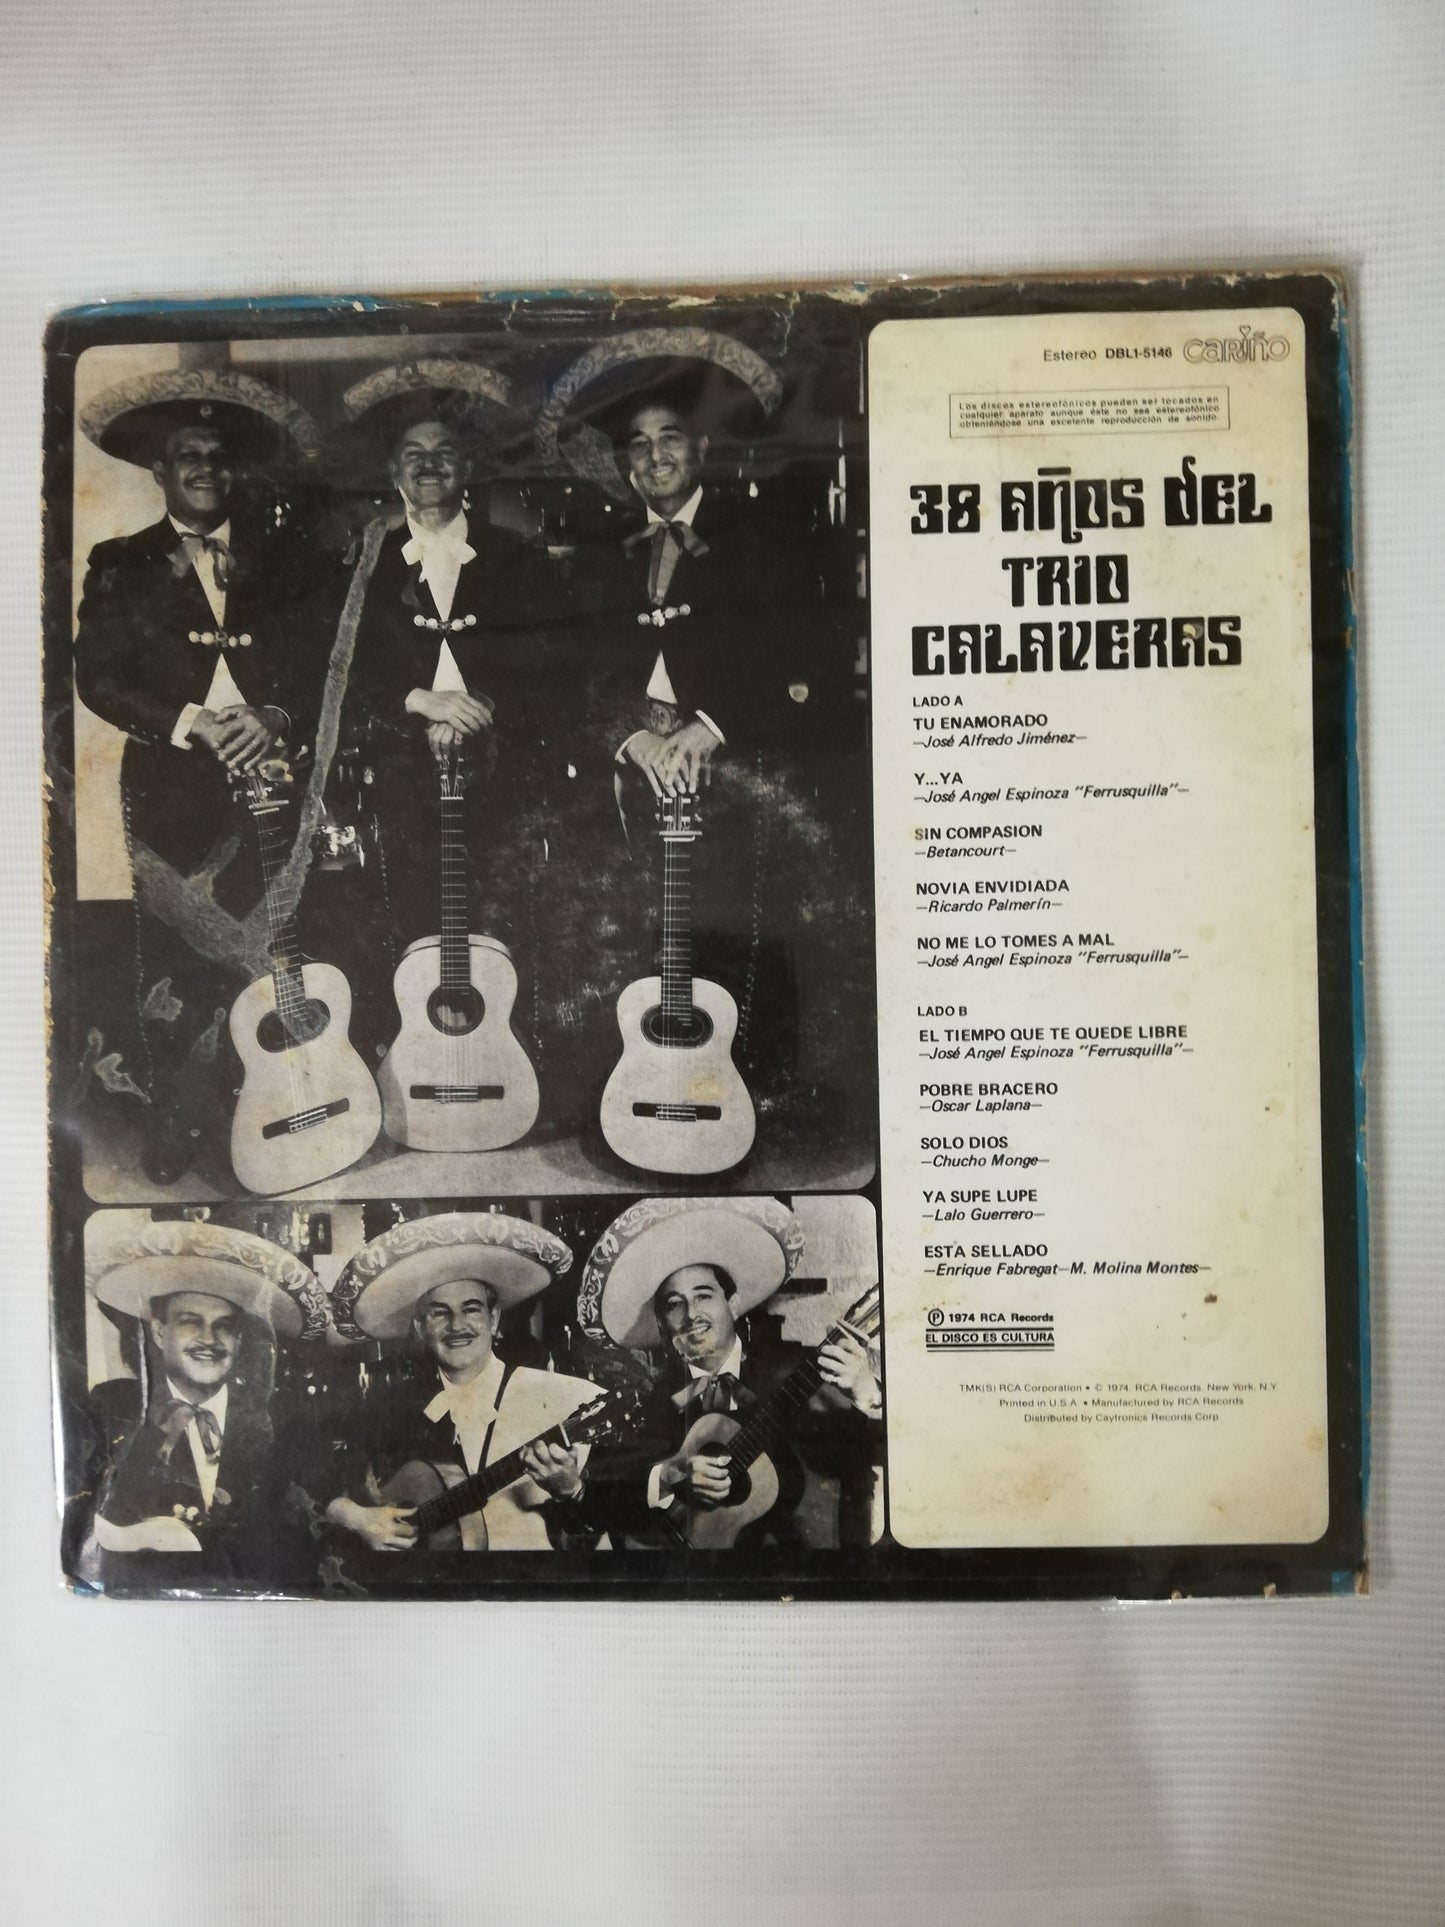 Estereo DBL1-5146 cariño
Los discos estereofónicos pueden ser tocados en
cualquier aparato aunque éste no sea estereofónico
obteniéndose una excelente reproducción de sonido.
38 AÑOS DEL
TRIO
CALAVERAS
LADO A
TU ENAMORADO
—José Alfredo Jiménez—
Y...YA
—José Angel Espinoza "Ferrusquilla"—
SIN COMPASION
—Betancourt—
NOVIA ENVIDIADA
—Ricardo Palmerín—
NO ME LO TOMES A MAL
—José Angel Espinoza "Ferrusquilla"—
LADO B
EL TIEMPO QUE TE QUEDE LIBRE
—José Angel Espinoza "Ferrusquilla"—
POBRE BRACERO
—Oscar Laplana—
SOLO DIOS
—Chucho Monge—
YA SUPE LUPE
—Lalo Guerrero—
ESTA SELLADO
—Enrique Fabregat—M. Molina Montes—
Ⓟ 1974 RCA Records
EL DISCO ES CULTURA
TMK(S) RCA Corporation • © 1974, RCA Records, New York, N.Y.
Printed in U.S.A. • Manufactured by RCA Records
Distributed by Caytronics Records Corp.